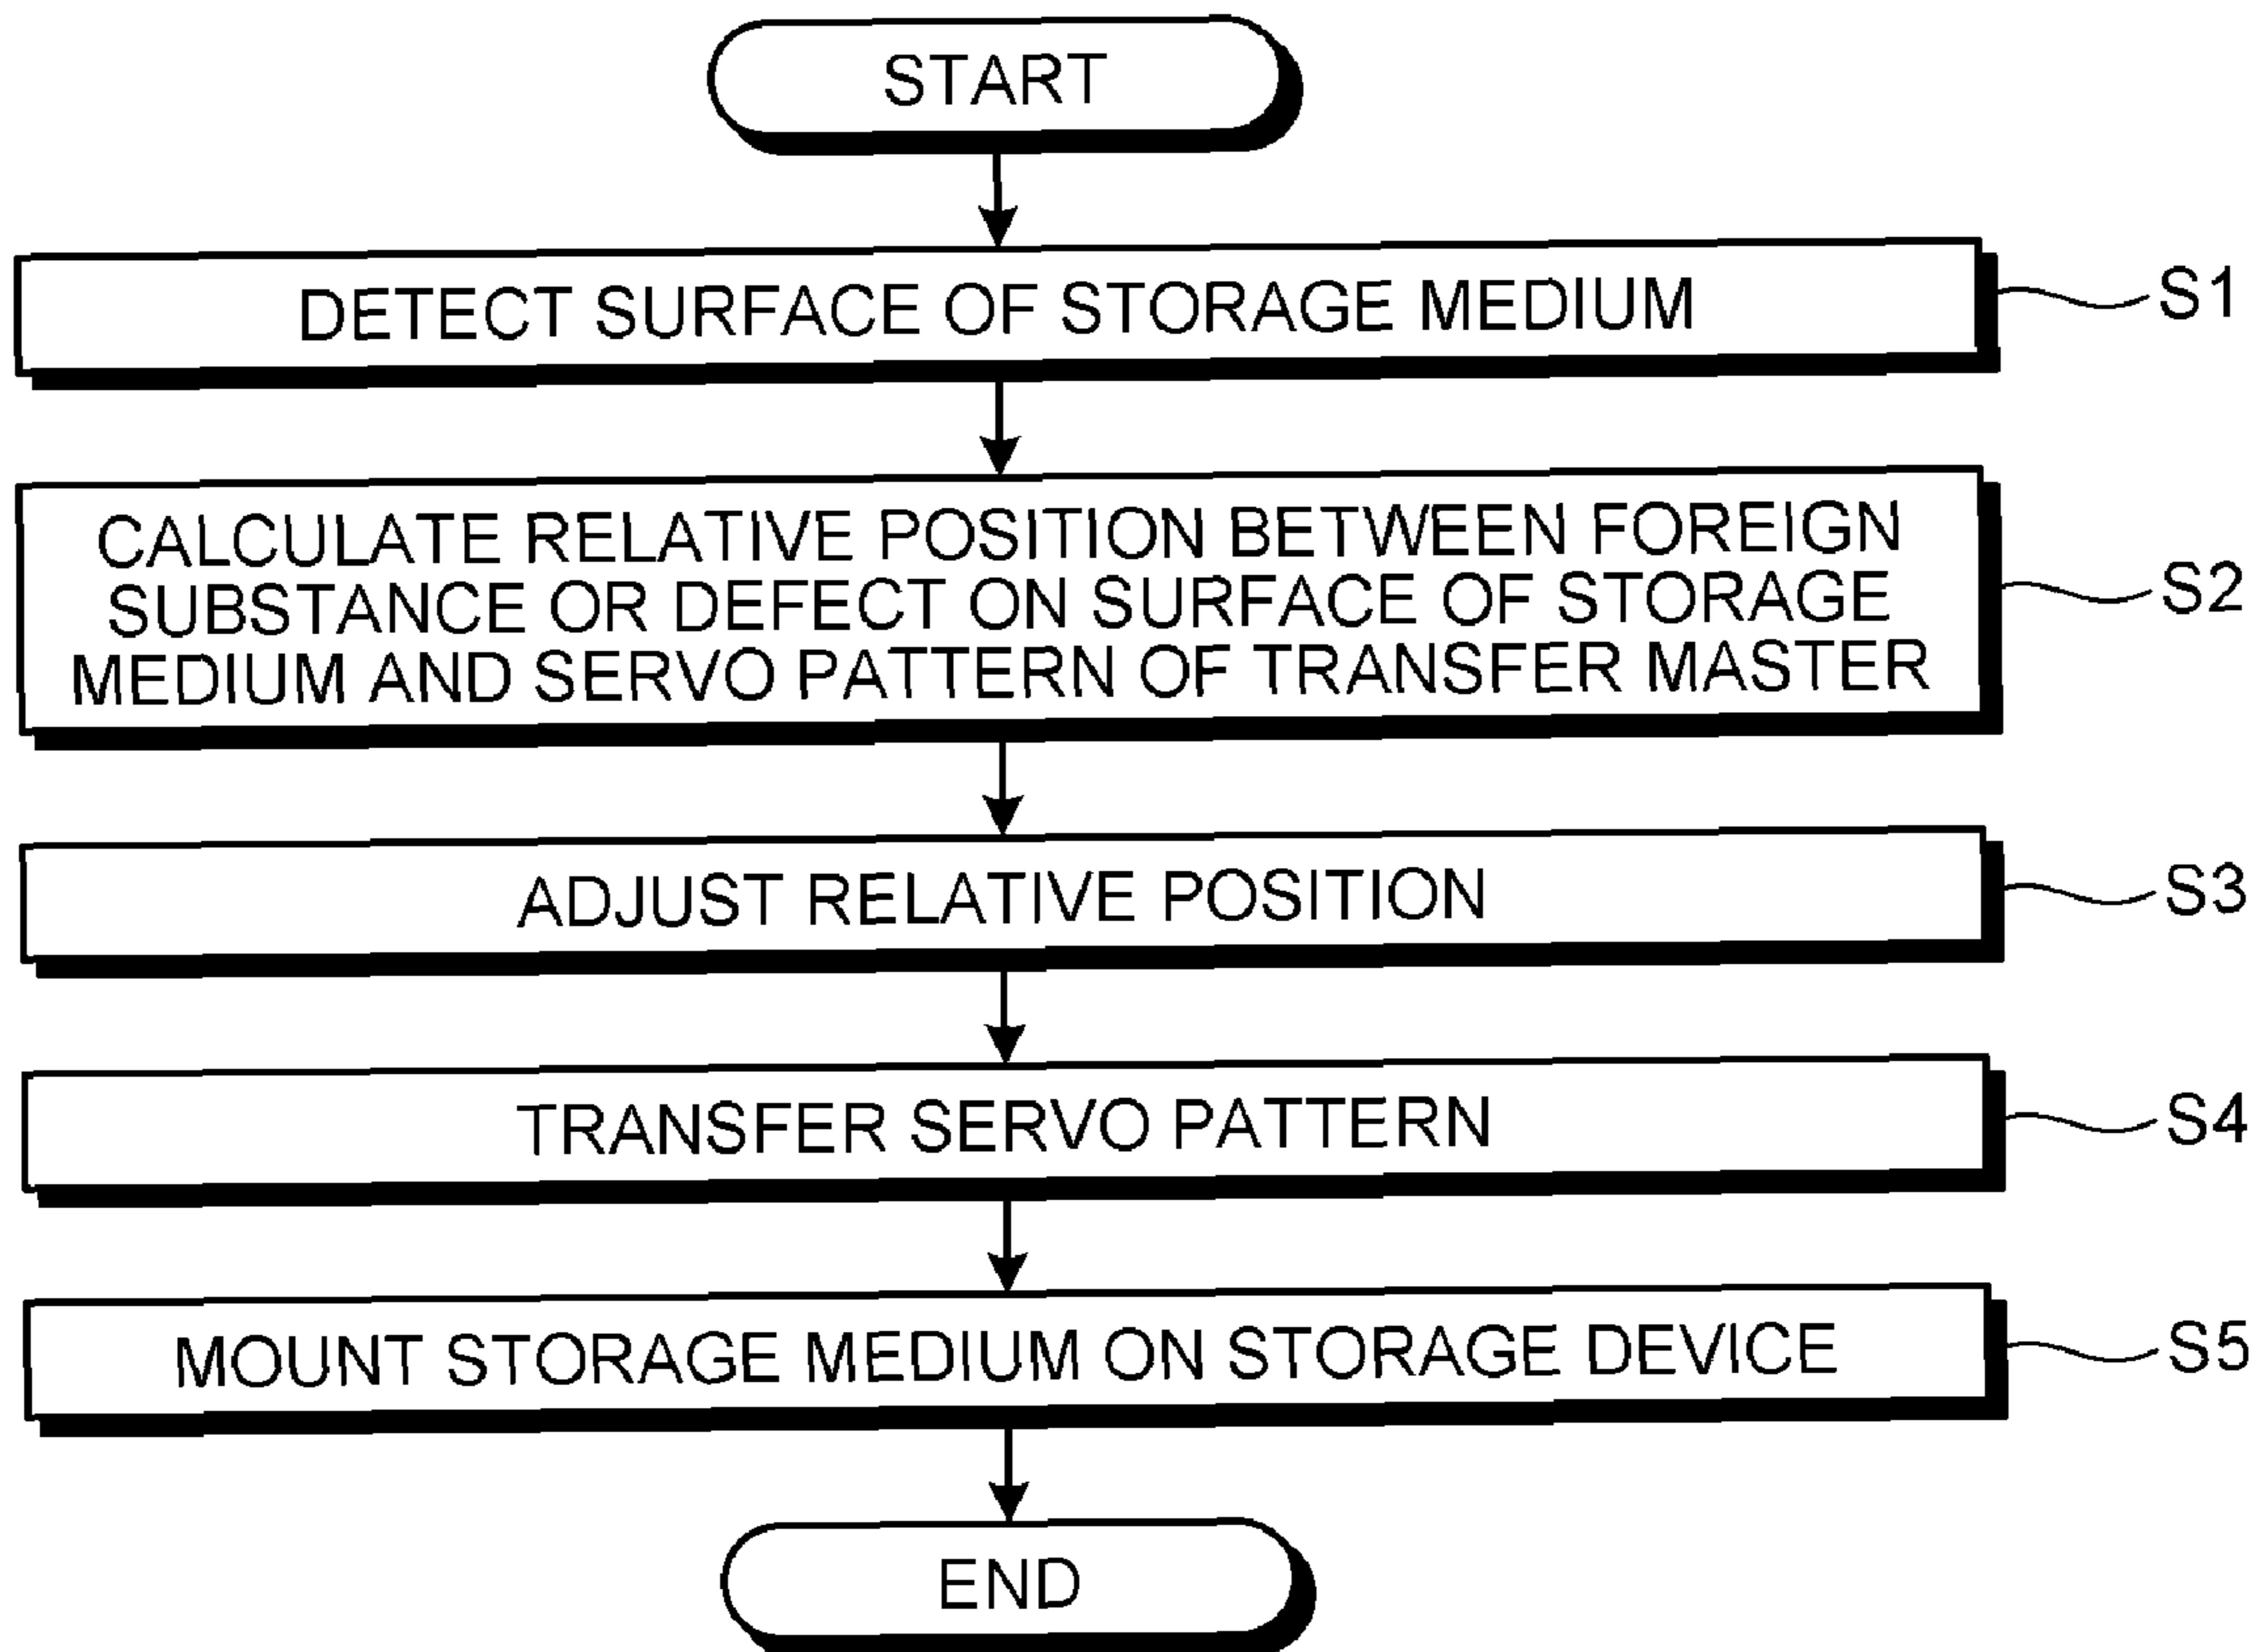 START
DETECT SURFACE OF STORAGE MEDIUM
S1
CALCULATE RELATIVE POSITION BETWEEN FOREIGN
SUBSTANCE OR DEFECT ON SURFACE OF STORAGE
MEDIUM AND SERVO PATTERN OF TRANSFER MASTER
S2
ADJUST RELATIVE POSITION
S3
TRANSFER SERVO PATTERN
S4
MOUNT STORAGE MEDIUM ON STORAGE DEVICE
S5
END